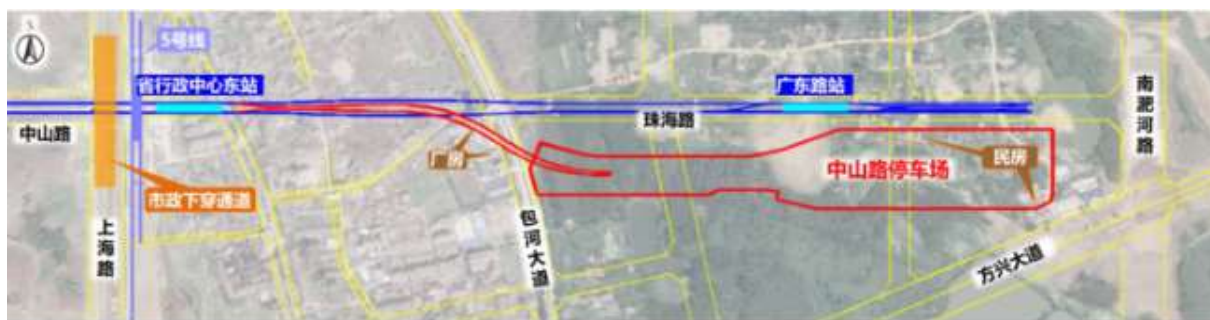 5号线
省行政中心东站
广东路站
中山路
珠海路
南淝河路
厂房
中山路停车场
民房
市政下穿通道
上海路
包河大道
方兴大道